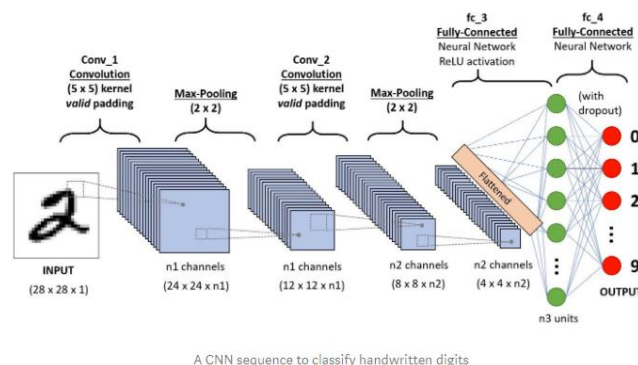 Conv_1
Convolution
(5 x 5) kernel
valid padding
Max-Pooling
(2 x 2)
Conv_2
Convolution
(5 x 5) kernel
valid padding
Max-Pooling
(2 x 2)
fc_3
Fully-Connected
Neural Network
ReLU activation
fc_4
Fully-Connected
Neural Network
(with
dropout)
Flattened
0
1
2
9
2
INPUT
(28 x 28 x 1)
n1 channels
(24 x 24 x n1)
n1 channels
(12 x 12 x n1)
n2 channels
(8 x 8 x n2)
n2 channels
(4 x 4 x n2)
n3 units
OUTPUT
A CNN sequence to classify handwritten digits